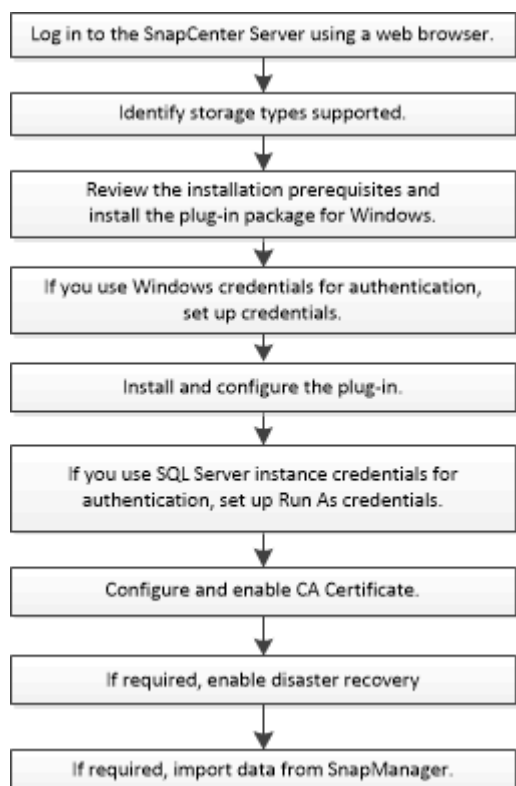 Log in to the SnapCenter Server using a web browser.
Identify storage types supported.
Review the installation prerequisites and
install the plug-in package for Windows.
If you use Windows credentials for authentication,
set up credentials.
Install and configure the plug-in.
If you use SQL Server instance credentials for
authentication, set up Run As credentials.
Configure and enable CA Certificate.
If required, enable disaster recovery
If required, import data from SnapManager.